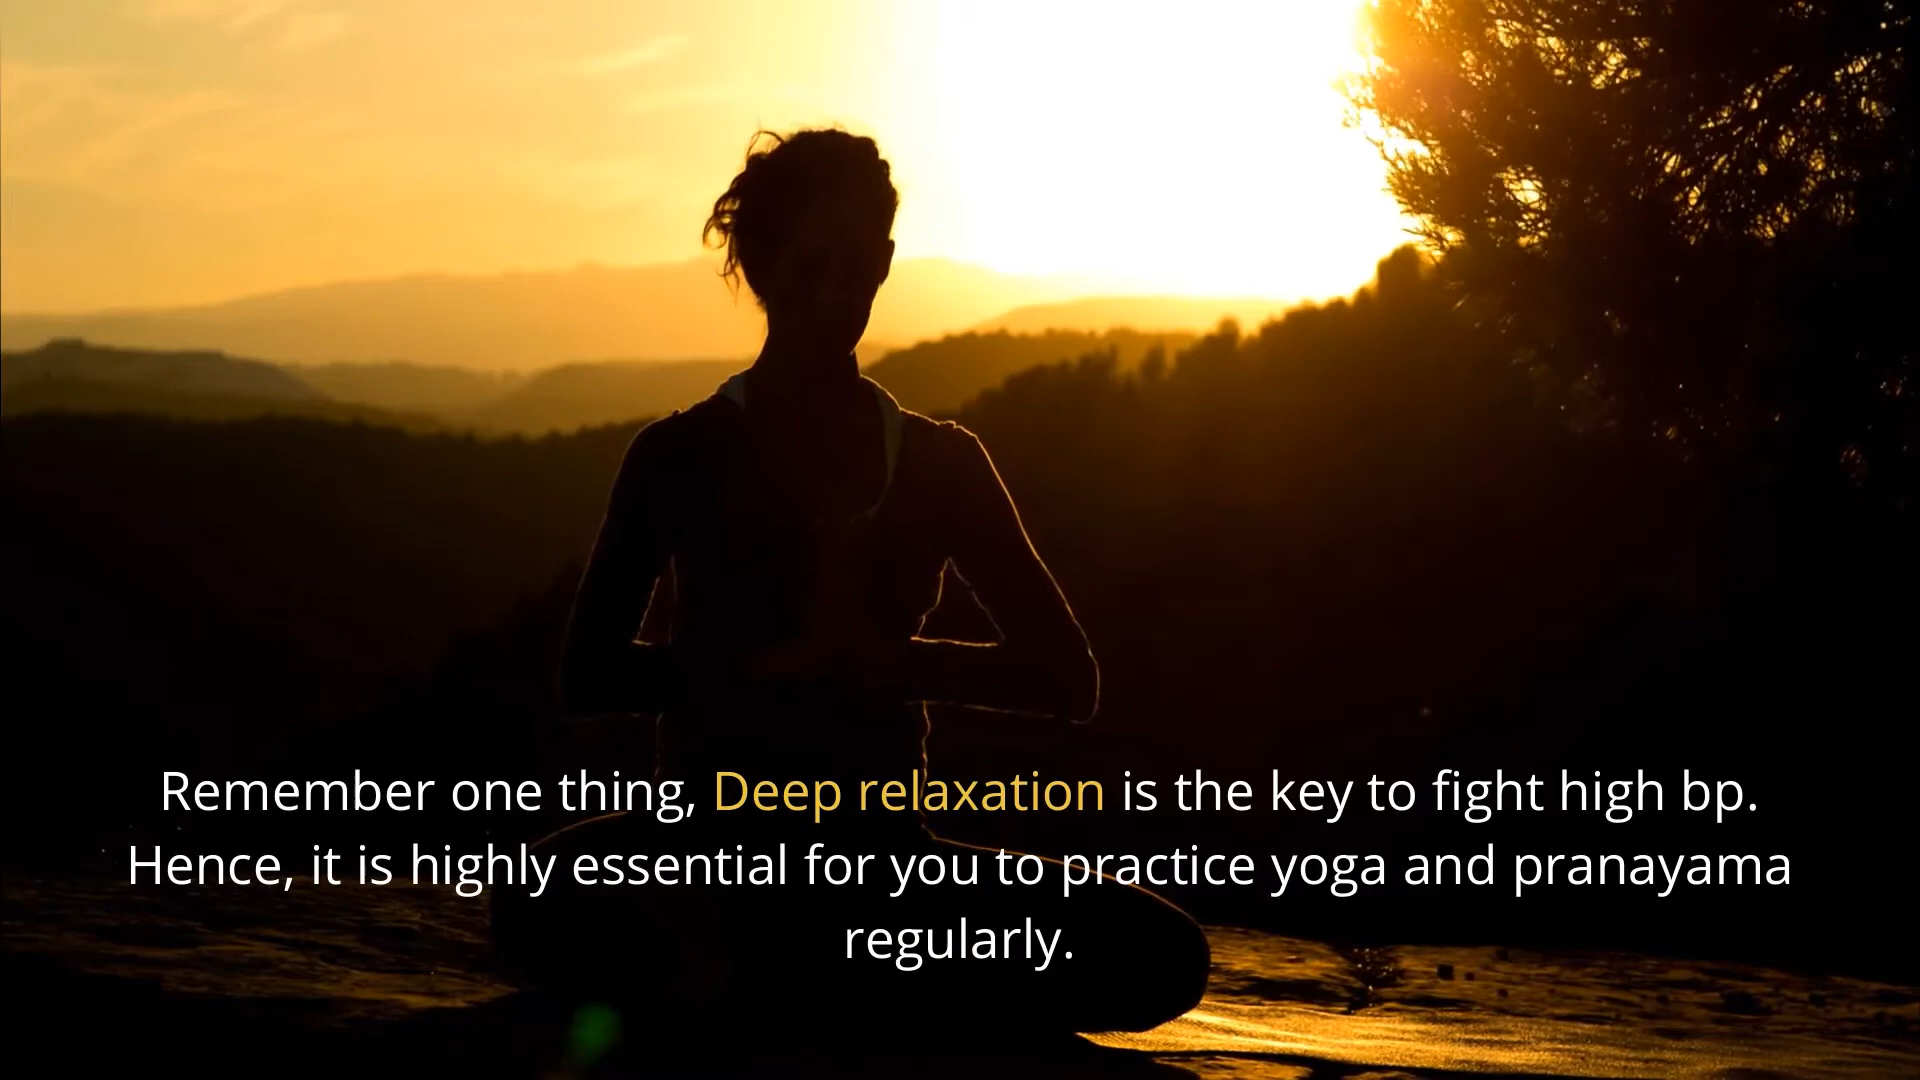 Remember one thing, Deep relaxation is the key to fight high bp.
Hence, it is highly essential for you to practice yoga and pranayama
regularly.